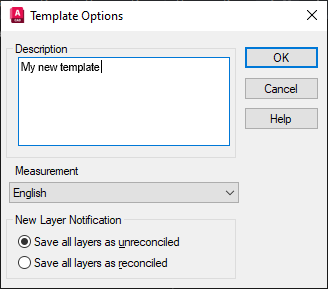 Template Options
Description
My new template
OK
Cancel
Help
Measurement
English
New Layer Notification
Save all layers as unreconciled
Save all layers as reconciled